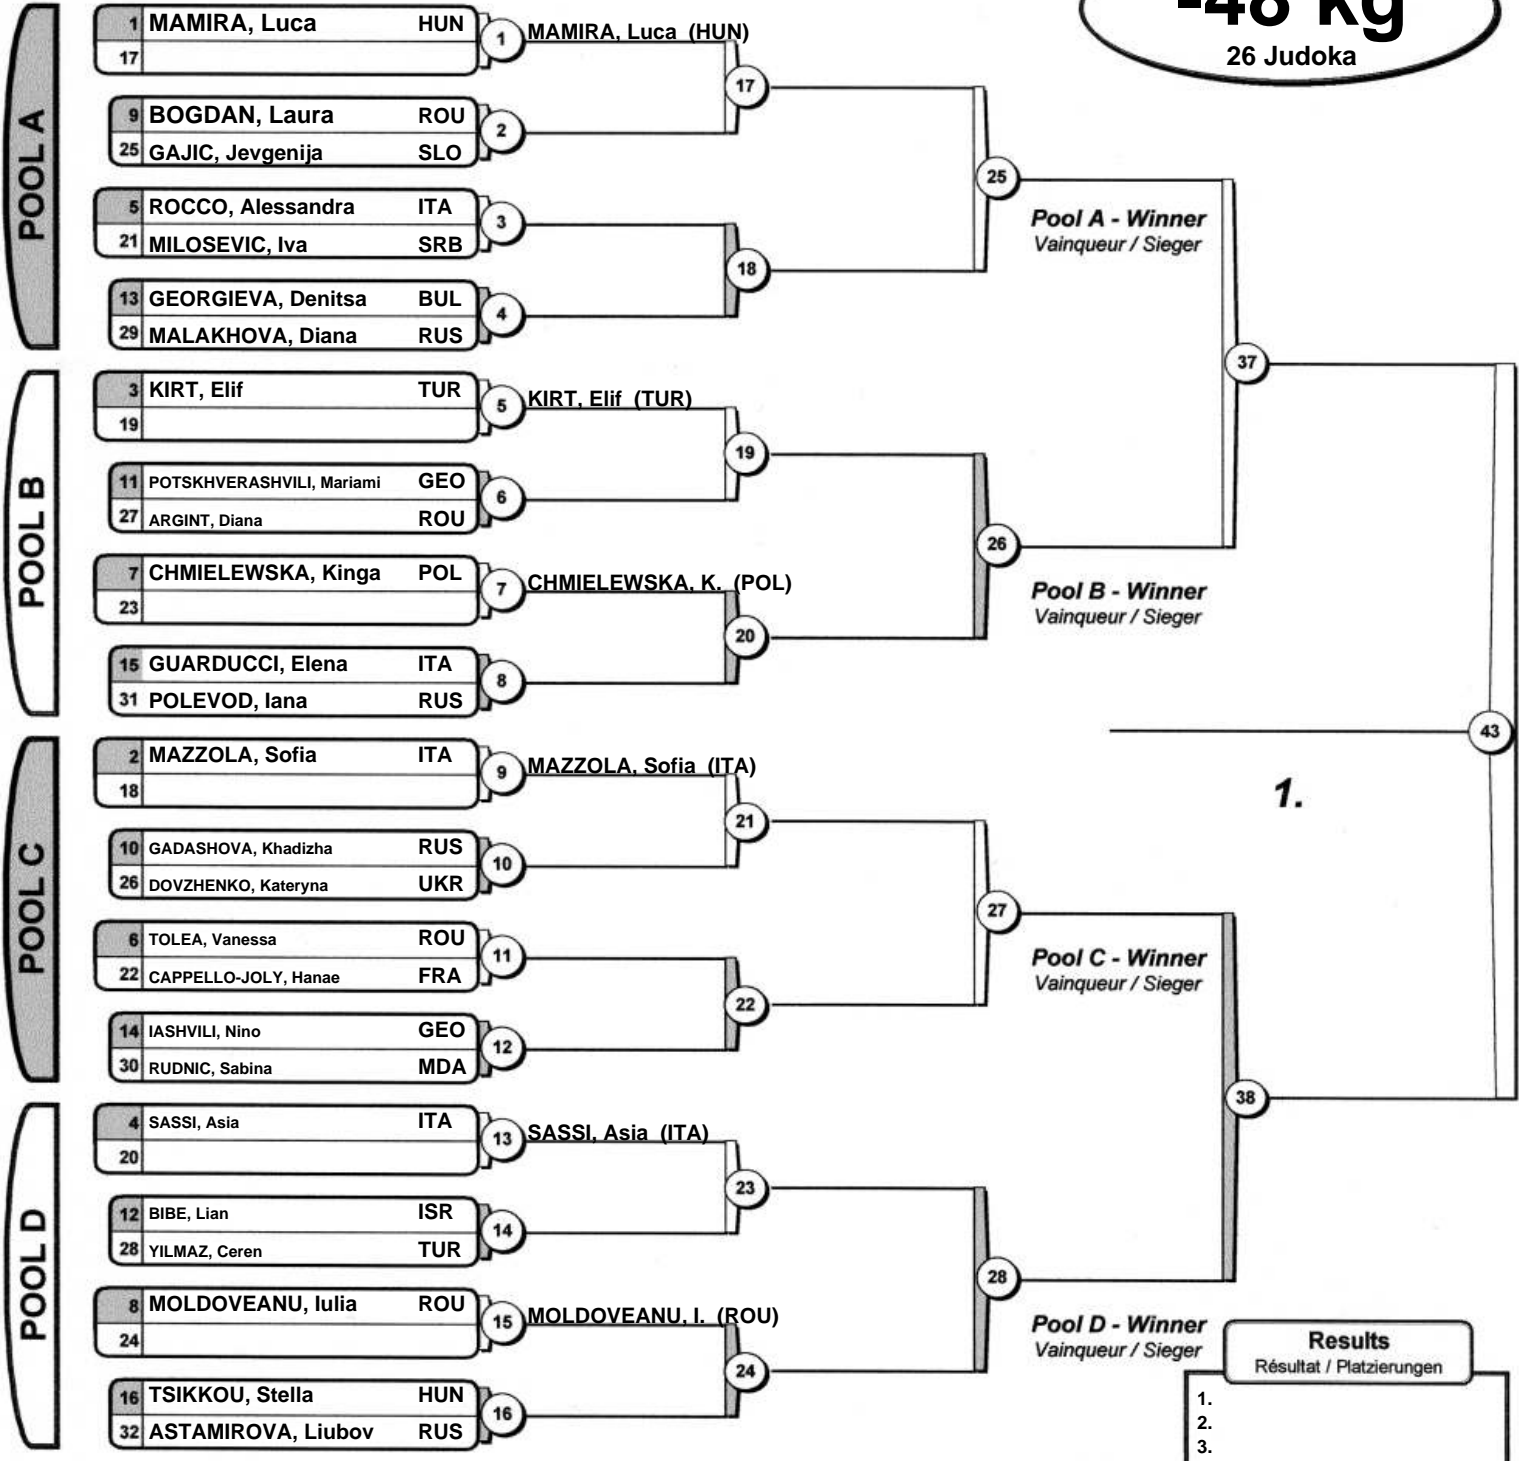 -48 kg
26 Judoka
POOL A
1 MAMIRA, Luca HUN
17
1 MAMIRA, Luca (HUN)
9 BOGDAN, Laura ROU
25 GAJIC, Jevgenija SLO
2
17
5 ROCCO, Alessandra ITA
21 MILOSEVIC, Iva SRB
3
13 GEORGIEVA, Denitsa BUL
29 MALAKHOVA, Diana RUS
4
18
25
Pool A - Winner
Vainqueur / Sieger
POOL B
3 KIRT, Elif TUR
19
5 KIRT, Elif (TUR)
11 POTSKHVERASHVILI, Mariami GEO
27 ARGINT, Diana ROU
6
19
7 CHMIELEWSKA, Kinga POL
23
7 CHMIELEWSKA, K. (POL)
15 GUARDUCCI, Elena ITA
31 POLEVOD, Iana RUS
8
20
26
Pool B - Winner
Vainqueur / Sieger
37
POOL C
2 MAZZOLA, Sofia ITA
18
9 MAZZOLA, Sofia (ITA)
10 GADASHOVA, Khadizha RUS
26 DOVZHENKO, Kateryna UKR
10
21
6 TOLEA, Vanessa ROU
22 CAPPELLO-JOLY, Hanae FRA
11
14 IASHVILI, Nino GEO
30 RUDNIC, Sabina MDA
12
22
27
Pool C - Winner
Vainqueur / Sieger
POOL D
4 SASSI, Asia ITA
20
13 SASSI, Asia (ITA)
12 BIBE, Lian ISR
28 YILMAZ, Ceren TUR
14
23
8 MOLDOVEANU, Iulia ROU
24
15 MOLDOVEANU, I. (ROU)
16 TSIKKOU, Stella HUN
32 ASTAMIROVA, Liubov RUS
16
24
28
Pool D - Winner
Vainqueur / Sieger
38
43
1.
Results
Résultat / Platzierungen
1.
2.
3.